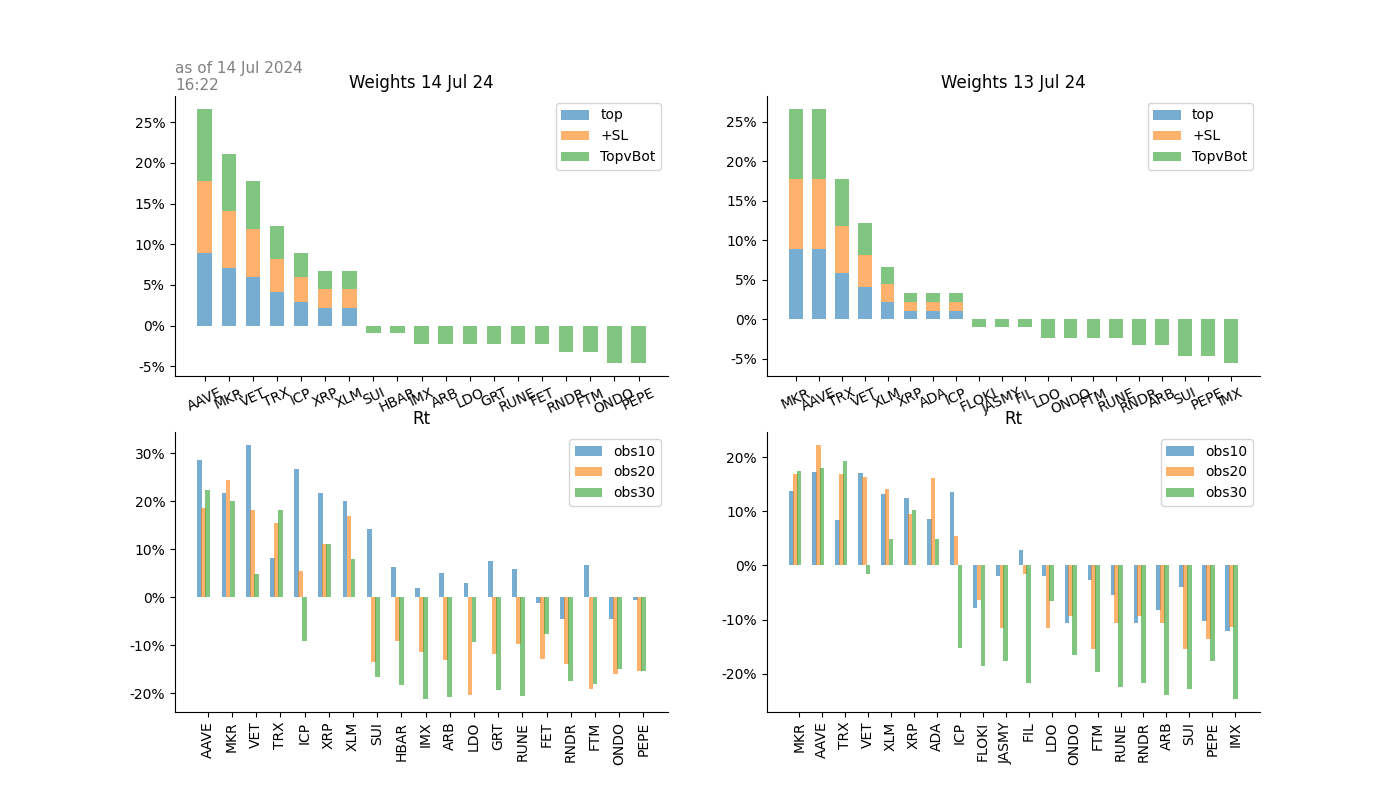 as of 14 Jul 2024
16:22
Weights 14 Jul 24
25%
20%
15%
10%
5%
0%
-5%
top
+SL
TopvBot
AAVE MKR VET TRX ICP XRP XLM SUI HBAR IMX ARB LDO GRT RUNE FET RNDR FTM ONDO PEPE
Weights 13 Jul 24
25%
20%
15%
10%
5%
0%
-5%
top
+SL
TopvBot
MKR AAVE TRX VET XLM XRP ADA ICP FLOKI JASMY FIL LDO ONDO FTM RUNE RNDR ARB SUI PEPE IMX
Rt
30%
20%
10%
0%
-10%
-20%
obs10
obs20
obs30
AAVE MKR VET TRX ICP XRP XLM SUI HBAR IMX ARB LDO GRT RUNE FET RNDR FTM ONDO PEPE
Rt
20%
10%
0%
-10%
-20%
obs10
obs20
obs30
MKR AAVE TRX VET XLM XRP ADA ICP FLOKI JASMY FIL LDO ONDO FTM RUNE RNDR ARB SUI PEPE IMX